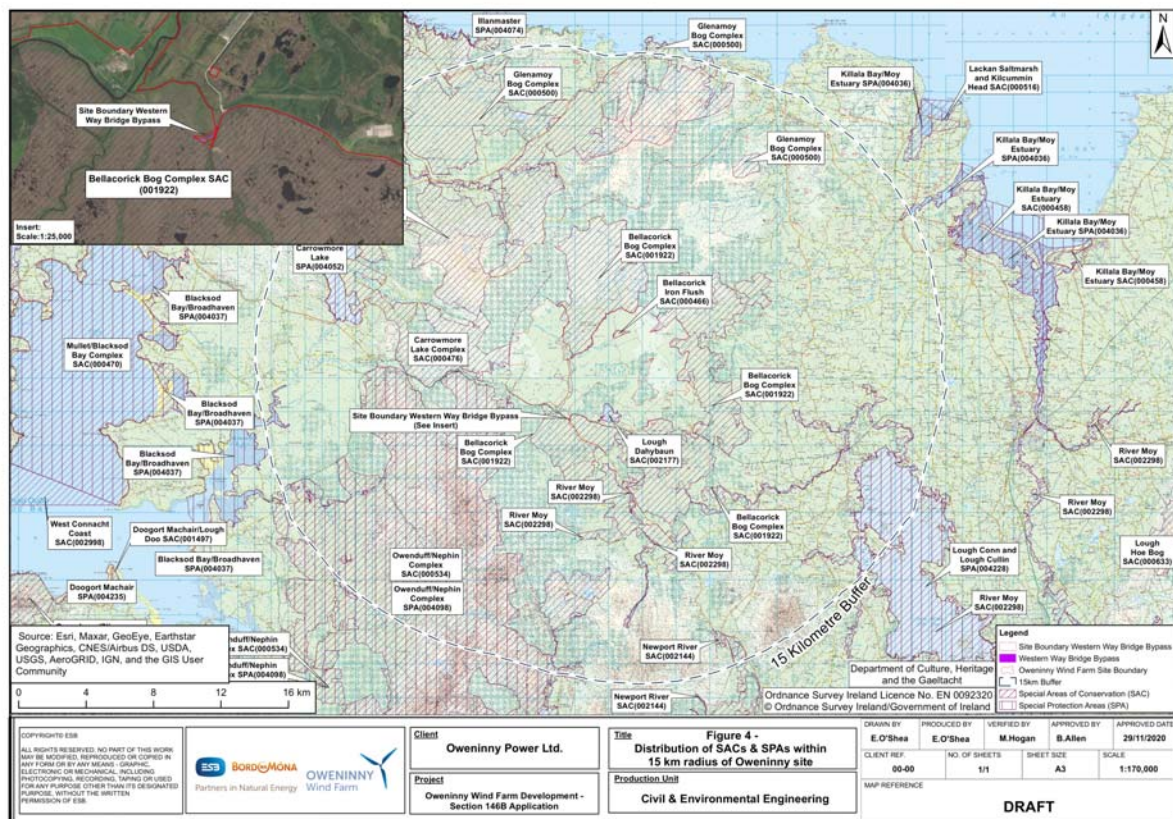 Site Boundary Western
Way Bridge Bypass
Bellacorick Bog Complex SAC
(001922)
Insert:
Scale:1:25,000
Illanmaster
SPA(004074)
Glenamoy
Bog Complex
SAC(000500)
Glenamoy
Bog Complex
SAC(000500)
Killala Bay/Moy
Estuary SPA(004036)
Lackan Saltmarsh
and Kilcummin
Head SAC(000516)
N
Glenamoy
Bog Complex
SAC(000500)
Killala Bay/Moy
Estuary
SPA(004036)
Killala Bay/Moy
Estuary
SAC(000458)
Killala Bay/Moy
Estuary SPA(004036)
Killala Bay/Moy
Estuary
SAC(000458)
Carrowmore
Lake
SPA(004052)
Bellacorick
Bog Complex
SAC(001922)
Bellacorick
Iron Flush
SAC(000466)
Blacksod
Bay/Broadhaven
SPA(004037)
Mullet/Blacksod
Bay Complex
SAC(000470)
Carrowmore
Lake Complex
SAC(000476)
Bellacorick
Bog Complex
SAC(001922)
Blacksod
Bay/Broadhaven
SPA(004037)
Site Boundary Western Way Bridge Bypass
(See Insert)
Bellacorick
Bog Complex
SAC(001922)
Lough
Dahybaun
SAC(002177)
Blacksod
Bay/Broadhaven
SPA(004037)
River Moy
SAC(002298)
River Moy
SAC(002298)
River Moy
SAC(002298)
Bellacorick
Bog Complex
SAC(001922)
River Moy
SAC(002298)
West Connacht
Coast
SAC(002998)
Doogort Machair/Lough
Doo SAC(001497)
Blacksod Bay/Broadhaven
SPA(004037)
Doogort Machair
SPA(004235)
Owenduff/Nephin
Complex
SAC(000534)
Owenduff/Nephin
Complex
SPA(004098)
River Moy
SAC(002298)
Lough Conn and
Lough Cullin
SPA(004228)
Lough
Hoe Bog
SAC(000633)
River Moy
SAC(002298)
15 Kilometre Buffer
Newport River
SAC(002144)
Newport River
SAC(002144)
nduff/Nephin
ex SAC(000534)
nduff/Nephin
ex SPA(004098)
Source: Esri, Maxar, GeoEye, Earthstar
Geographics, CNES/Airbus DS, USDA,
USGS, AeroGRID, IGN, and the GIS User
Community
0 4 8 12 16 km
Department of Culture, Heritage
and the Gaeltacht
Ordnance Survey Ireland Licence No. EN 0092320
© Ordnance Survey Ireland/Government of Ireland
Legend
Site Boundary Western Way Bridge Bypass
Western Way Bridge Bypass
Oweninny Wind Farm Site Boundary
15km Buffer
Special Areas of Conservation (SAC)
Special Protection Areas (SPA)
COPYRIGHT© ESB
ALL RIGHTS RESERVED. NO PART OF THIS WORK
MAY BE MODIFIED, REPRODUCED OR COPIED IN
ANY FORM OR BY ANY MEANS - GRAPHIC,
ELECTRONIC OR MECHANICAL, INCLUDING
PHOTOCOPYING, RECORDING, TAPING OR USED
FOR ANY PURPOSE OTHER THAN ITS DESIGNATED
PURPOSE, WITHOUT THE WRITTEN
PERMISSION OF ESB.
ESB BORD na MÓNA
Partners in Natural Energy
OWENINNY
Wind Farm
Client
Oweninny Power Ltd.
Project
Oweninny Wind Farm Development -
Section 146B Application
Title
Figure 4 -
Distribution of SACs & SPAs within
15 km radius of Oweninny site
Production Unit
Civil & Environmental Engineering
DRAWN BY PRODUCED BY VERIFIED BY APPROVED BY APPROVED DATE
E.O'Shea E.O'Shea M.Hogan B.Allen 29/11/2020
CLIENT REF. NO. OF SHEETS SHEET SIZE SCALE
00-00 1/1 A3 1:170,000
MAP REFERENCE
DRAFT